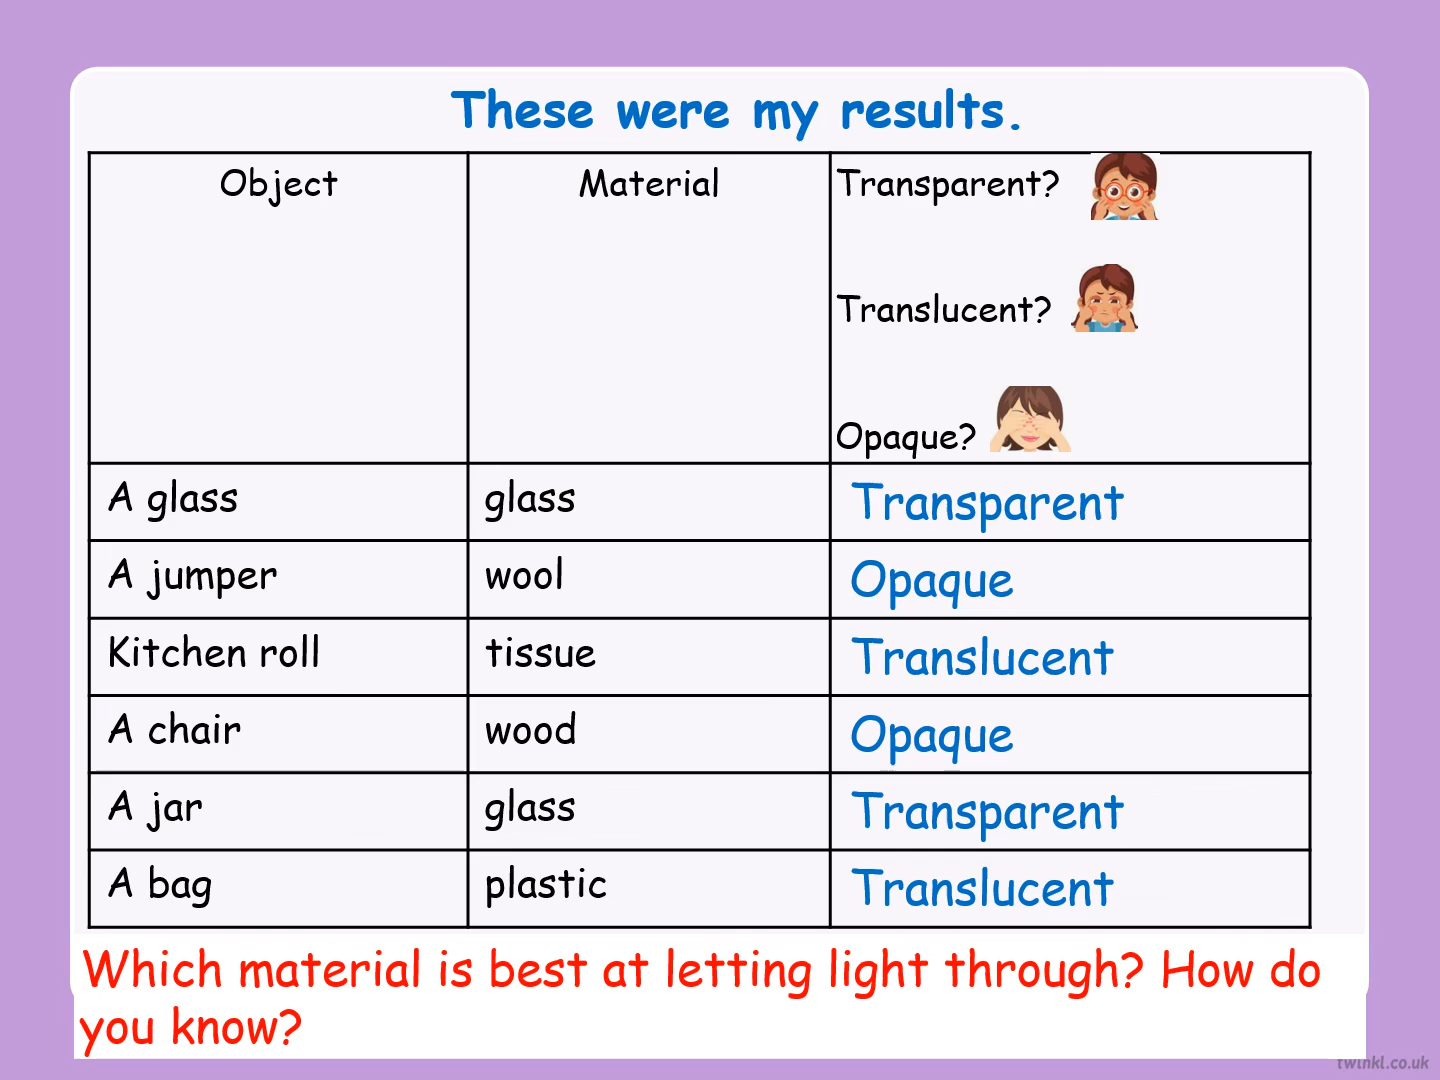 These were my results.
Object
Material
Transparent?
Translucent?
Opaque?
A glass
glass
Transparent
A jumper
wool
Opaque
Kitchen roll
tissue
Translucent
A chair
wood
Opaque
A jar
glass
Transparent
A bag
plastic
Translucent
Which material is best at letting light through? How do
you know?
twinkl.co.uk